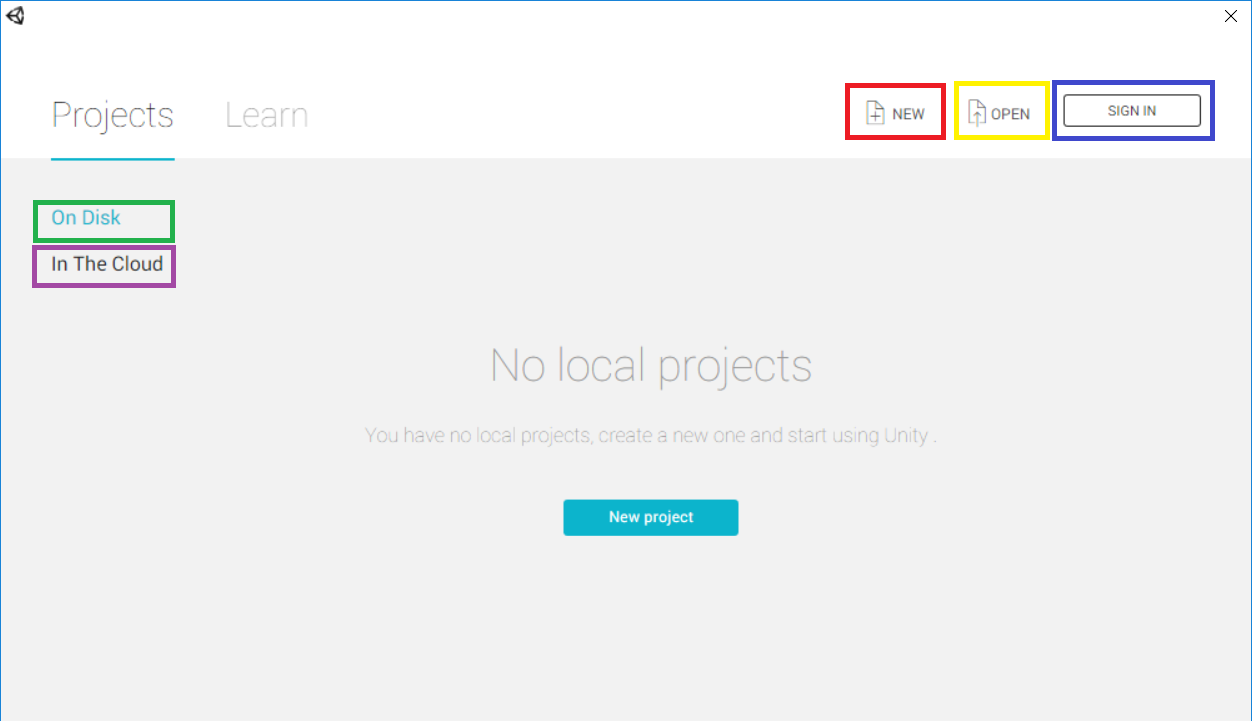 Projects Learn NEW OPEN SIGN IN
On Disk
In The Cloud
No local projects
You have no local projects, create a new one and start using Unity .
New project